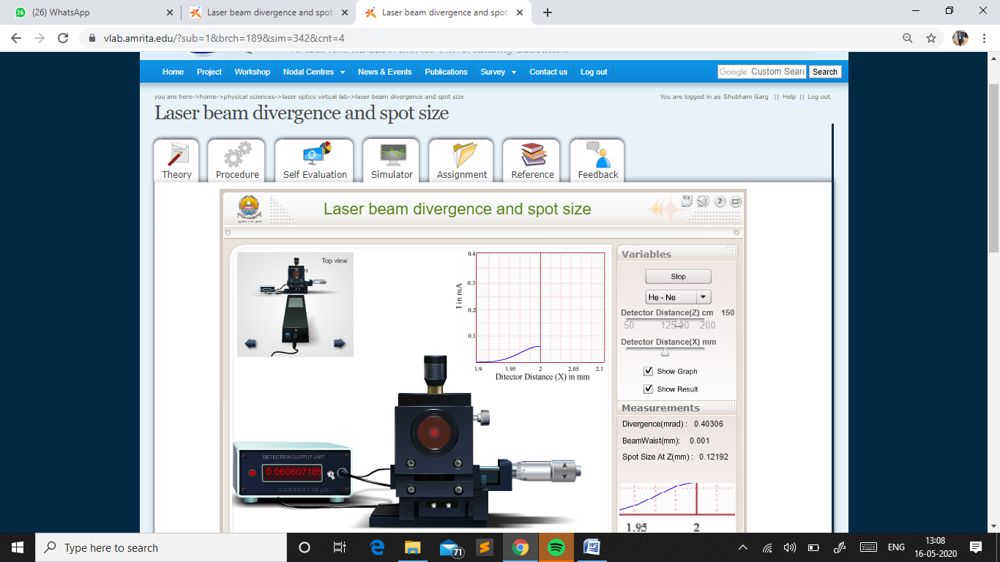 (26) WhatsApp
Laser beam divergence and spot
Laser beam divergence and spot
vlab.amrita.edu/?sub=1&brch=189&sim=342&cnt=4
Home Project Workshop Nodal Centres News & Events Publications Survey Contact us Log out
Google Custom Sear Search
you are here->home->physical sciences->laser optics virtual lab->laser beam divergence and spot size
You are logged in as Shubham Garg || Help || Log out
Laser beam divergence and spot size
Theory Procedure Self Evaluation Simulator Assignment Reference Feedback
Laser beam divergence and spot size
Top view
0.4
0.3
0.2
0.1
I in mA
1.9 1.95 2 2.05 2.1
Ditector Distance (X) in mm
Variables
Stop
He - Ne
Detector Distance(Z) cm 150
50 200
Detector Distance(X) mm
Show Graph
Show Result
Measurements
Divergence(mrad) : 0.40306
BeamWaist(mm): 0.001
Spot Size At Z(mm) : 0.12192
1.95 2
DETECTION OUTPUT UNIT
0.060607165
CURRENT IN µA
Type here to search
71
ENG
13:08
16-05-2020